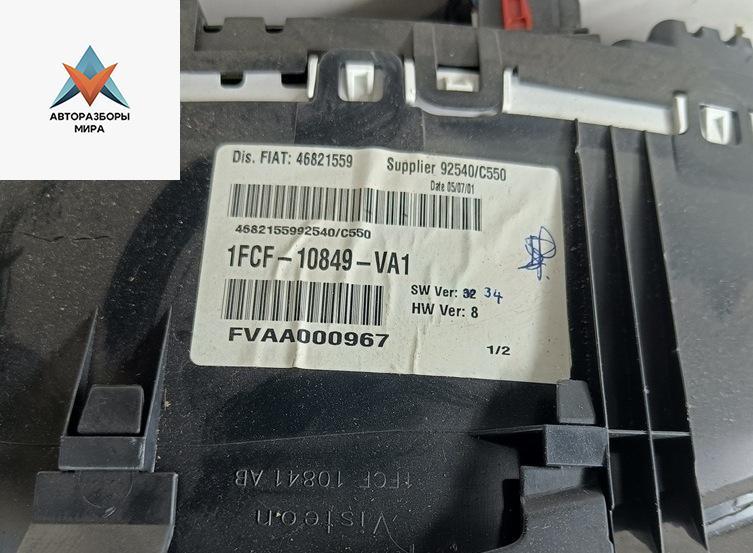 АВТОРАЗБОРЫ
МИРА
Dis. FIAT: 46821559 Supplier 92540/C550
Date 05/07/01
4682155992540/C550
1FCF-10849-VA1
SW Ver: 32 34
HW Ver: 8
FVAA000967
1/2
1FCF 10841 AB
Visteon